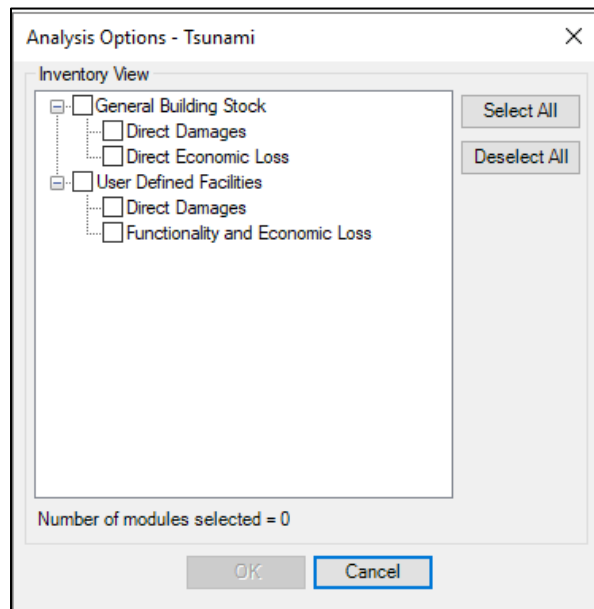 Analysis Options - Tsunami
Inventory View
General Building Stock
Direct Damages
Direct Economic Loss
User Defined Facilities
Direct Damages
Functionality and Economic Loss
Select All
Deselect All
Number of modules selected = 0
OK
Cancel